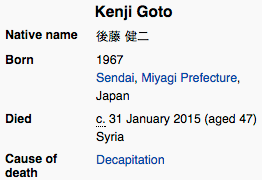 Kenji Goto
Native name 後藤 健二
Born 1967
Sendai, Miyagi Prefecture,
Japan
Died c. 31 January 2015 (aged 47)
Syria
Cause of Decapitation
death